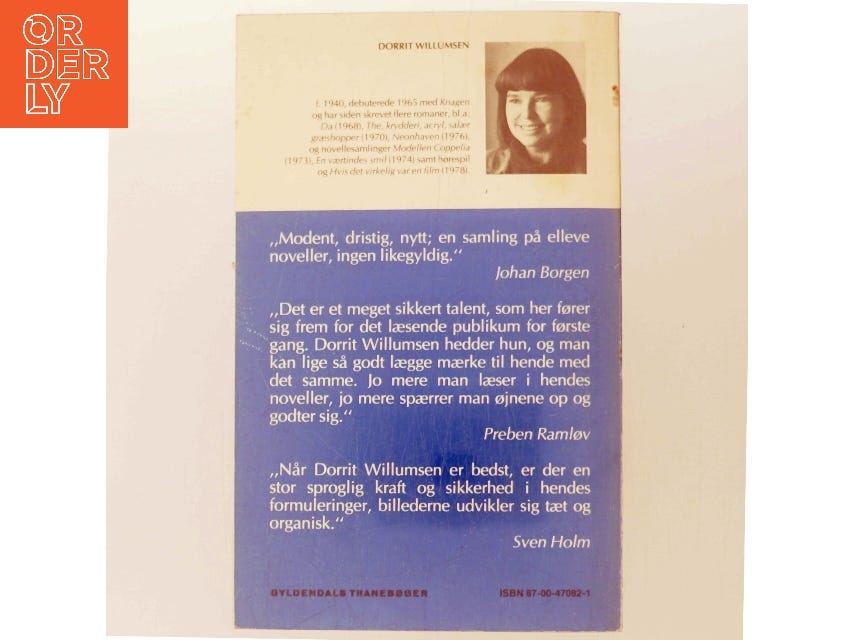 OR
DER
LY
DORRIT WILLUMSEN
f. 1940, debuterede 1965 med Knagen
og har siden skrevet flere romaner, bl.a.
Da (1968), The, krydderi, acryl, salær
græshopper (1970), Neonhaven (1976),
og novellesamlinger Modellen Coppelia
(1973), En værtindes smil (1974) samt hørespil
og Hvis det virkelig var en film (1978).
,,Modent, dristig, nytt; en samling på elleve
noveller, ingen likegyldig.“
Johan Borgen
,,Det er et meget sikkert talent, som her fører
sig frem for det læsende publikum for første
gang. Dorrit Willumsen hedder hun, og man
kan lige så godt lægge mærke til hende med
det samme. Jo mere man læser i hendes
noveller, jo mere spærrer man øjnene op og
godter sig.“
Preben Ramløv
,,Når Dorrit Willumsen er bedst, er der en
stor sproglig kraft og sikkerhed i hendes
formuleringer, billederne udvikler sig tæt og
organisk.“
Sven Holm
GYLDENDALS TRANEBØGER
ISBN 87-00-47082-1